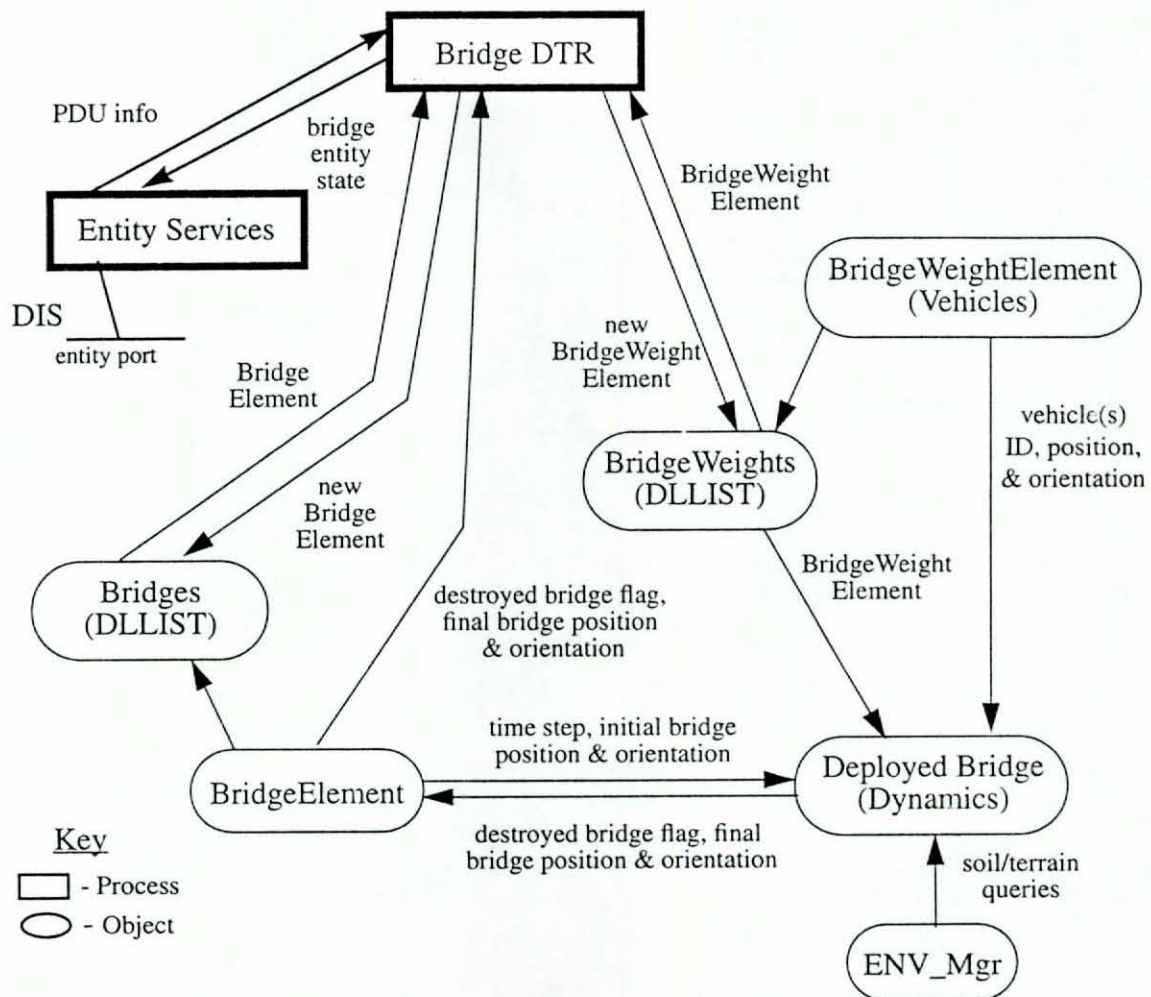 Bridge DTR
PDU info
bridge
entity
state
BridgeWeight
Element
Entity Services
BridgeWeightElement
(Vehicles)
DIS
entity port
new
BridgeWeight
Element
Bridge
Element
vehicle(s)
ID, position,
& orientation
BridgeWeights
(DLLIST)
new
Bridge
Element
BridgeWeight
Element
Bridges
(DLLIST)
destroyed bridge flag,
final bridge position
& orientation
time step, initial bridge
position & orientation
Deployed Bridge
(Dynamics)
BridgeElement
destroyed bridge flag, final
bridge position & orientation
Key
- Process
- Object
soil/terrain
queries
ENV_Mgr